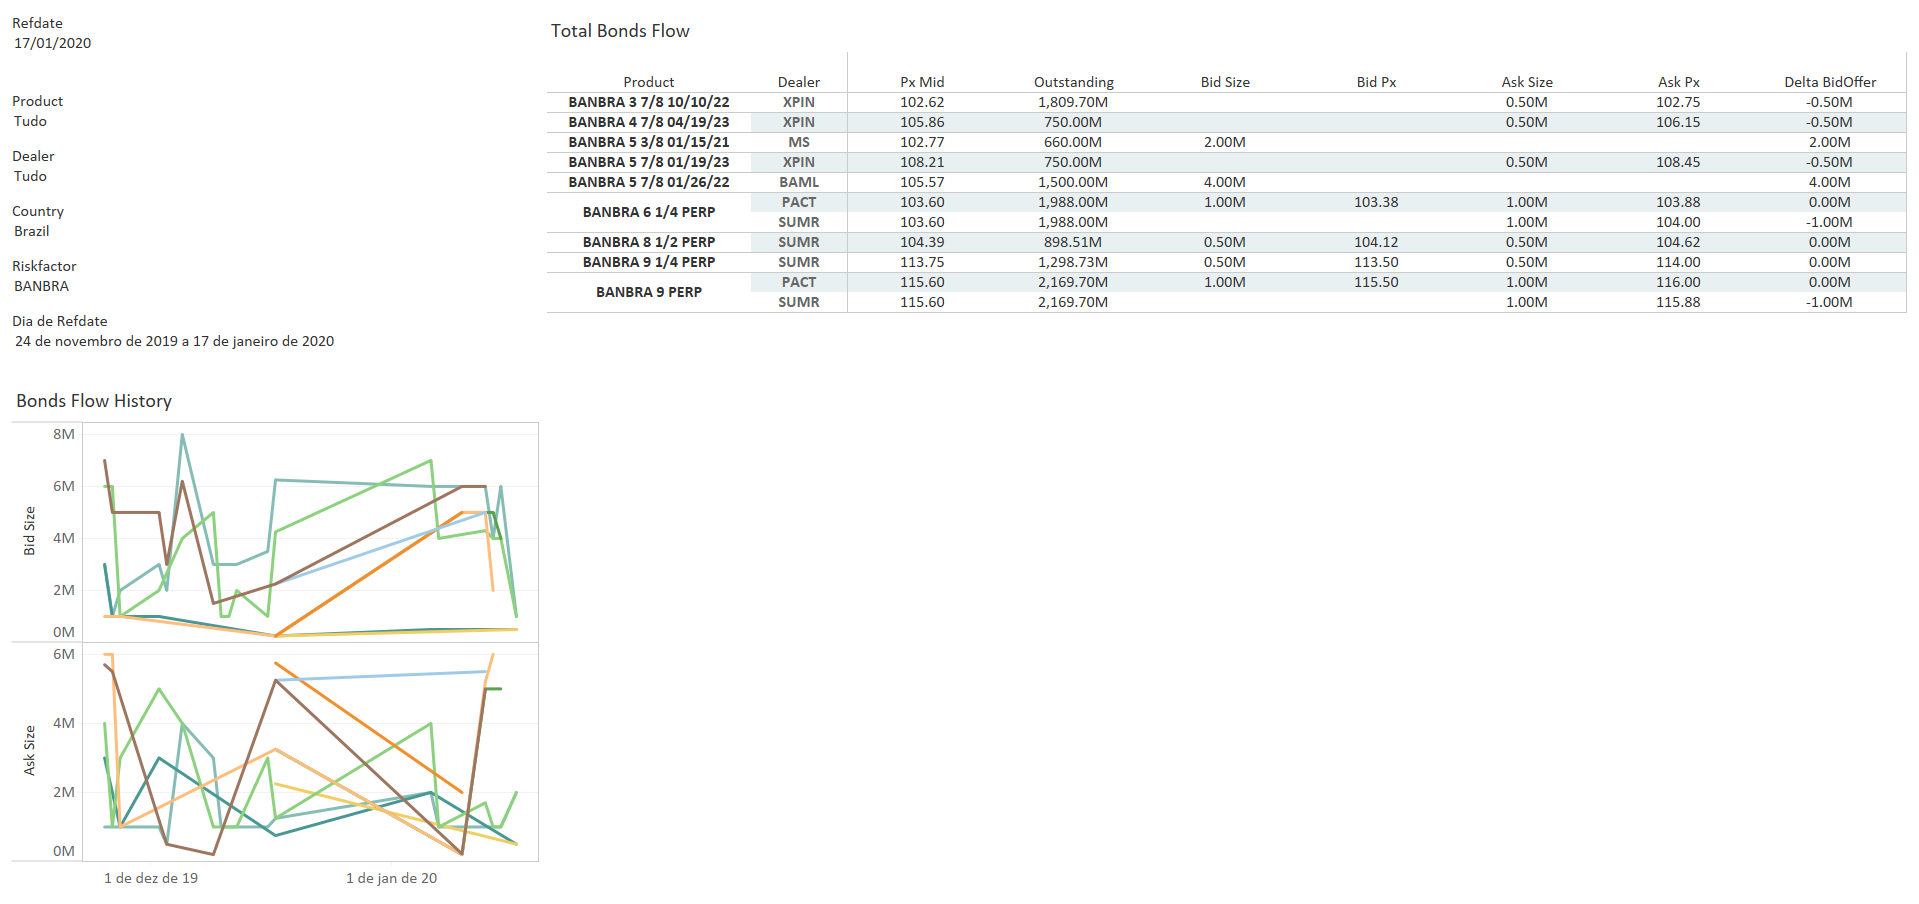 Refdate
17/01/2020
Product
Tudo
Dealer
Tudo
Country
Brazil
Riskfactor
BANBRA
Dia de Refdate
24 de novembro de 2019 a 17 de janeiro de 2020
Total Bonds Flow
Product Dealer Px Mid Outstanding Bid Size Bid Px Ask Size Ask Px Delta BidOffer
BANBRA 3 7/8 10/10/22 XPIN 102.62 1,809.70M 0.50M 102.75 -0.50M
BANBRA 4 7/8 04/19/23 XPIN 105.86 750.00M 0.50M 106.15 -0.50M
BANBRA 5 3/8 01/15/21 MS 102.77 660.00M 2.00M 2.00M
BANBRA 5 7/8 01/19/23 XPIN 108.21 750.00M 0.50M 108.45 -0.50M
BANBRA 5 7/8 01/26/22 BAML 105.57 1,500.00M 4.00M 4.00M
BANBRA 6 1/4 PERP PACT 103.60 1,988.00M 1.00M 103.38 1.00M 103.88 0.00M
SUMR 103.60 1,988.00M 1.00M 104.00 -1.00M
BANBRA 8 1/2 PERP SUMR 104.39 898.51M 0.50M 104.12 0.50M 104.62 0.00M
BANBRA 9 1/4 PERP SUMR 113.75 1,298.73M 0.50M 113.50 0.50M 114.00 0.00M
BANBRA 9 PERP PACT 115.60 2,169.70M 1.00M 115.50 1.00M 116.00 0.00M
SUMR 115.60 2,169.70M 1.00M 115.88 -1.00M
Bonds Flow History
Bid Size
8M
6M
4M
2M
0M
Ask Size
6M
4M
2M
0M
1 de dez de 19 1 de jan de 20